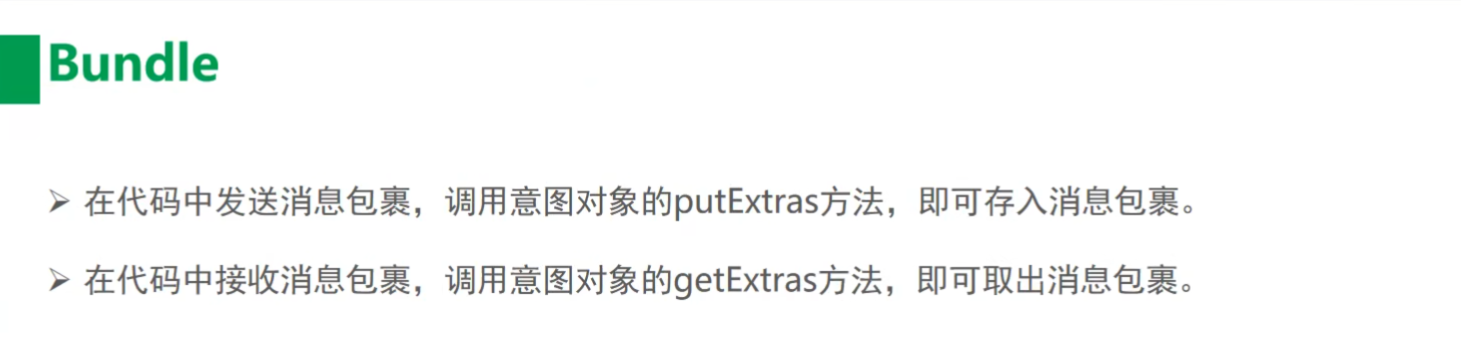 Bundle
➢ 在代码中发送消息包裹，调用意图对象的putExtras方法，即可存入消息包裹。
➢ 在代码中接收消息包裹，调用意图对象的getExtras方法，即可取出消息包裹。